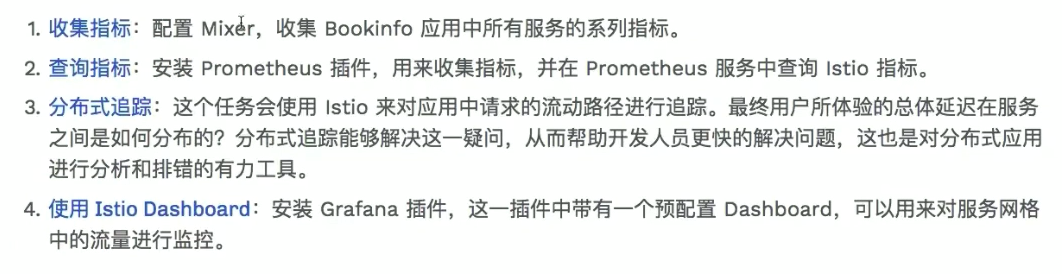 1. 收集指标：配置 Mixer，收集 Bookinfo 应用中所有服务的系列指标。
2. 查询指标：安装 Prometheus 插件，用来收集指标，并在 Prometheus 服务中查询 Istio 指标。
3. 分布式追踪：这个任务会使用 Istio 来对应用中请求的流动路径进行追踪。最终用户所体验的总体延迟在服务
之间是如何分布的？分布式追踪能够解决这一疑问，从而帮助开发人员更快的解决问题，这也是对分布式应用
进行分析和排错的有力工具。
4. 使用 Istio Dashboard：安装 Grafana 插件，这一插件中带有一个预配置 Dashboard，可以用来对服务网格
中的流量进行监控。